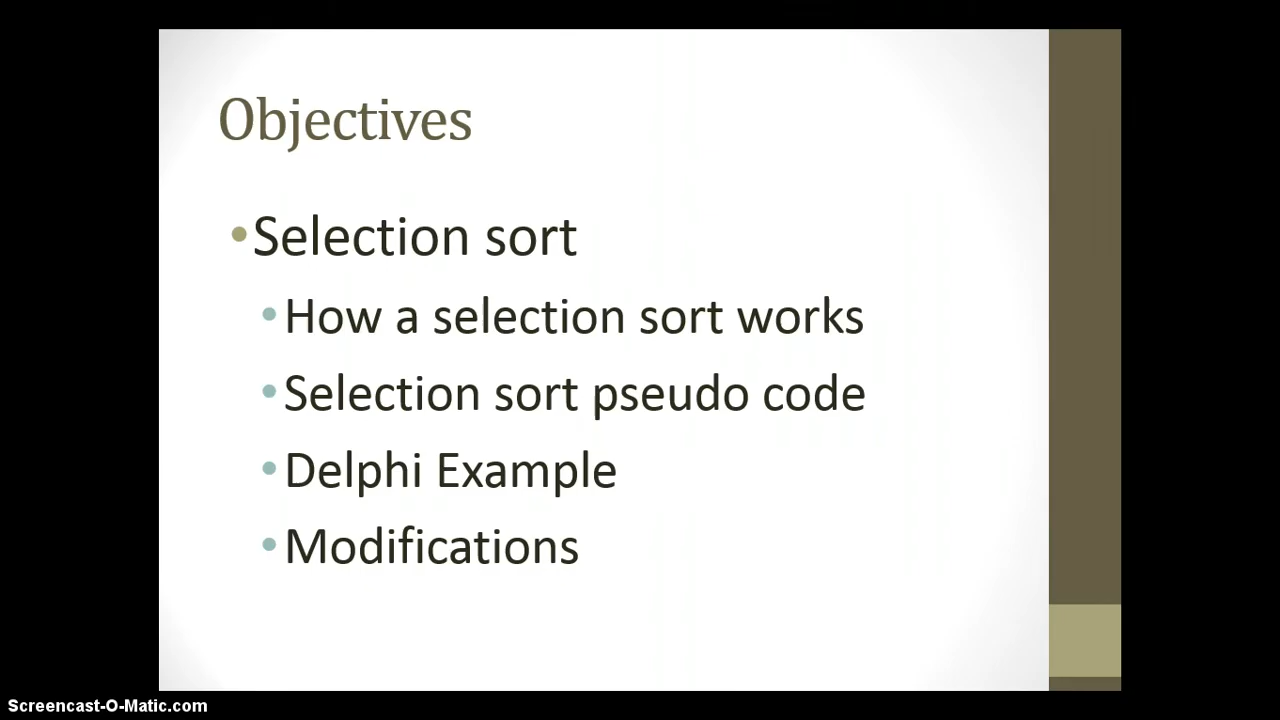 Objectives
•Selection sort
•How a selection sort works
•Selection sort pseudo code
•Delphi Example
•Modifications
Screencast-O-Matic.com